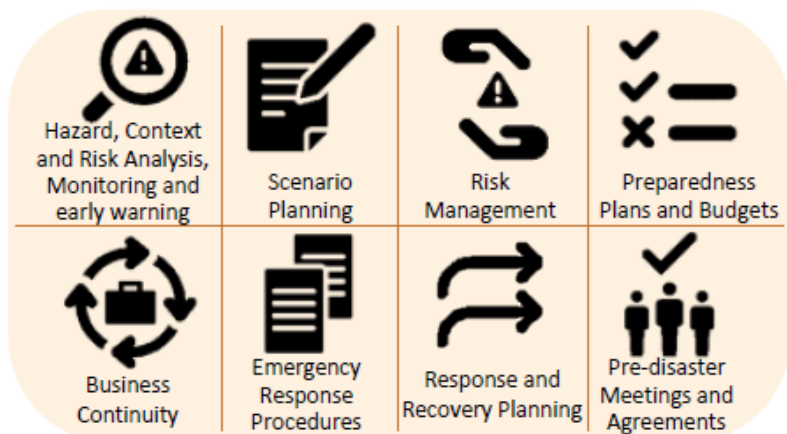 Hazard, Context
and Risk Analysis,
Monitoring and
early warning
Scenario
Planning
Risk
Management
Preparedness
Plans and Budgets
Business
Continuity
Emergency
Response
Procedures
Response and
Recovery Planning
Pre-disaster
Meetings and
Agreements